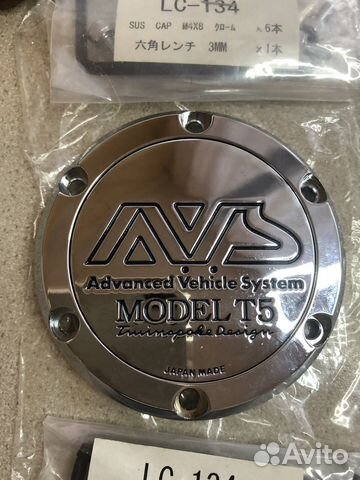 LC-134
SUS CAP M4X8 クローム × 6本
六角レンチ 3MM × 1本
AVS
Advanced Vehicle System
MODEL T5
Twinspoke Design
JAPAN MADE
LC-134
Avito